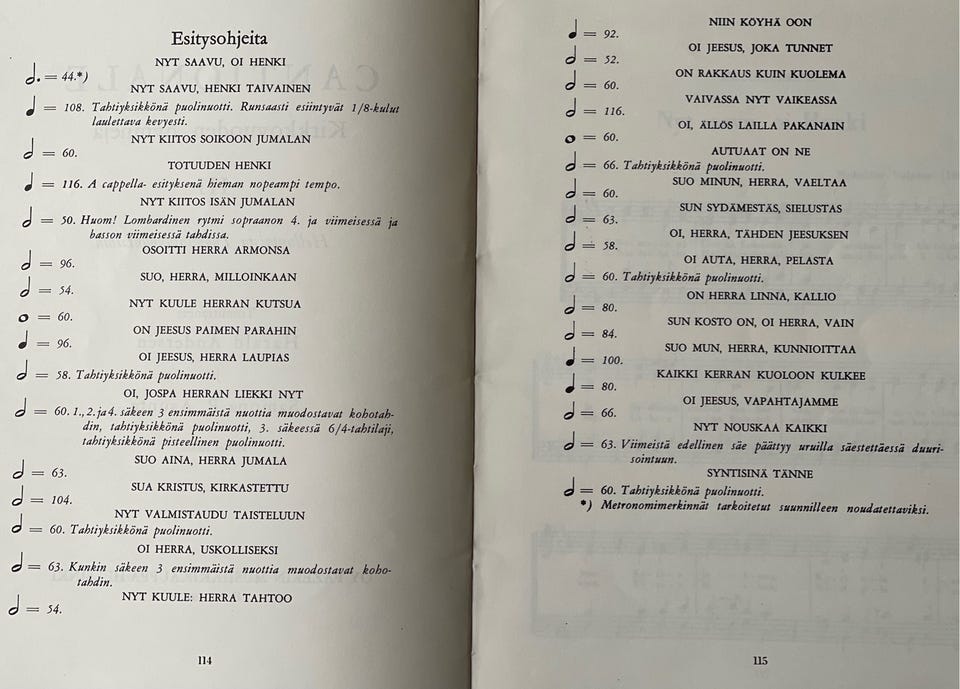 Esitysohjeita
NYT SAAVU, OI HENKI
𝅗𝅥. = 44.*)
NYT SAAVU, HENKI TAIVAINEN
♩ = 108. Tahtiyksikkönä puolinuotti. Runsaasti esiintyvät 1/8-kulut
laulettava kevyesti.
NYT KIITOS SOIKOON JUMALAN
𝅗𝅥 = 60.
TOTUUDEN HENKI
♩ = 116. A cappella- esityksenä hieman nopeampi tempo.
NYT KIITOS ISÄN JUMALAN
𝅗𝅥 = 50. Huom! Lombardinen rytmi sopraanon 4. ja viimeisessä ja
basson viimeisessä tahdissa.
OSOITTI HERRA ARMONSA
𝅗𝅥 = 96.
SUO, HERRA, MILLOINKAAN
𝅗𝅥 = 54.
NYT KUULE HERRAN KUTSUA
𝅝 = 60.
ON JEESUS PAIMEN PARAHIN
♩ = 96.
OI JEESUS, HERRA LAUPIAS
𝅗𝅥 = 58. Tahtiyksikkönä puolinuotti.
OI, JOSPA HERRAN LIEKKI NYT
𝅗𝅥 = 60. 1., 2. ja 4. säkeen 3 ensimmäistä nuottia muodostavat kohotah-
din, tahtiyksikkönä puolinuotti, 3. säkeessä 6/4-tahtilaji,
tahtiyksikkönä pisteellinen puolinuotti.
SUO AINA, HERRA JUMALA
𝅗𝅥 = 63.
SUA KRISTUS, KIRKASTETTU
𝅗𝅥 = 104.
NYT VALMISTAUDU TAISTELUUN
𝅗𝅥 = 60. Tahtiyksikkönä puolinuotti.
OI HERRA, USKOLLISEKSI
𝅗𝅥 = 63. Kunkin säkeen 3 ensimmäistä nuottia muodostavat koho-
tahdin.
NYT KUULE: HERRA TAHTOO
𝅗𝅥 = 54.
114
NIIN KÖYHÄ OON
♩ = 92.
OI JEESUS, JOKA TUNNET
𝅗𝅥 = 52.
ON RAKKAUS KUIN KUOLEMA
𝅗𝅥 = 60.
VAIVASSA NYT VAIKEASSA
𝅗𝅥 = 116.
OI, ÄLLÖS LAILLA PAKANAIN
𝅝 = 60.
AUTUAAT ON NE
𝅗𝅥 = 66. Tahtiyksikkönä puolinuotti.
SUO MINUN, HERRA, VAELTAA
𝅗𝅥 = 60.
SUN SYDÄMESTÄS, SIELUSTAS
𝅗𝅥 = 63.
OI, HERRA, TÄHDEN JEESUKSEN
𝅗𝅥 = 58.
OI AUTA, HERRA, PELASTA
𝅗𝅥 = 60. Tahtiyksikkönä puolinuotti.
ON HERRA LINNA, KALLIO
𝅗𝅥 = 80.
SUN KOSTO ON, OI HERRA, VAIN
𝅗𝅥 = 84.
SUO MUN, HERRA, KUNNIOITTAA
♩ = 100.
KAIKKI KERRAN KUOLOON KULKEE
♩ = 80.
OI JEESUS, VAPAHTAJAMME
𝅗𝅥 = 66.
NYT NOUSKAA KAIKKI
𝅗𝅥 = 63. Viimeistä edellinen säe päättyy uruilla säestettäessä duuri-
sointuun.
SYNTISINÄ TÄNNE
𝅗𝅥 = 60. Tahtiyksikkönä puolinuotti.
*) Metronomimerkinnät tarkoitetut suunnilleen noudatettaviksi.
115